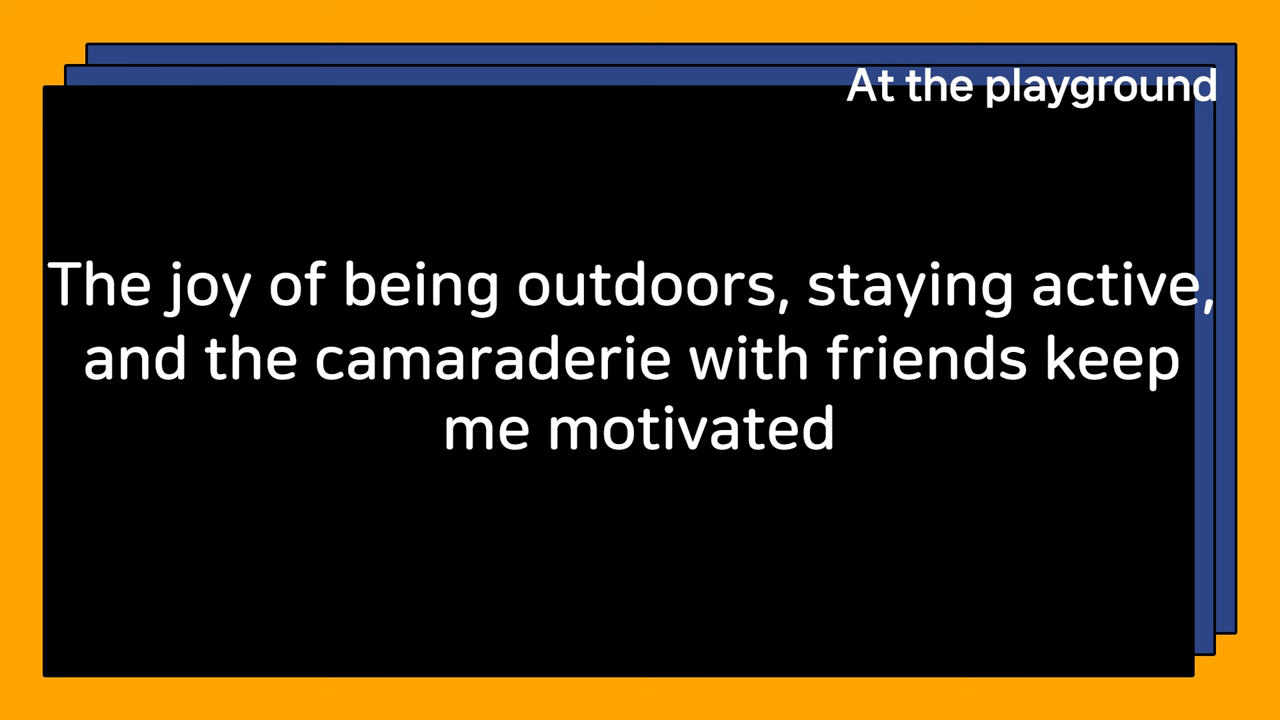 At the playground
The joy of being outdoors, staying active,
and the camaraderie with friends keep
me motivated